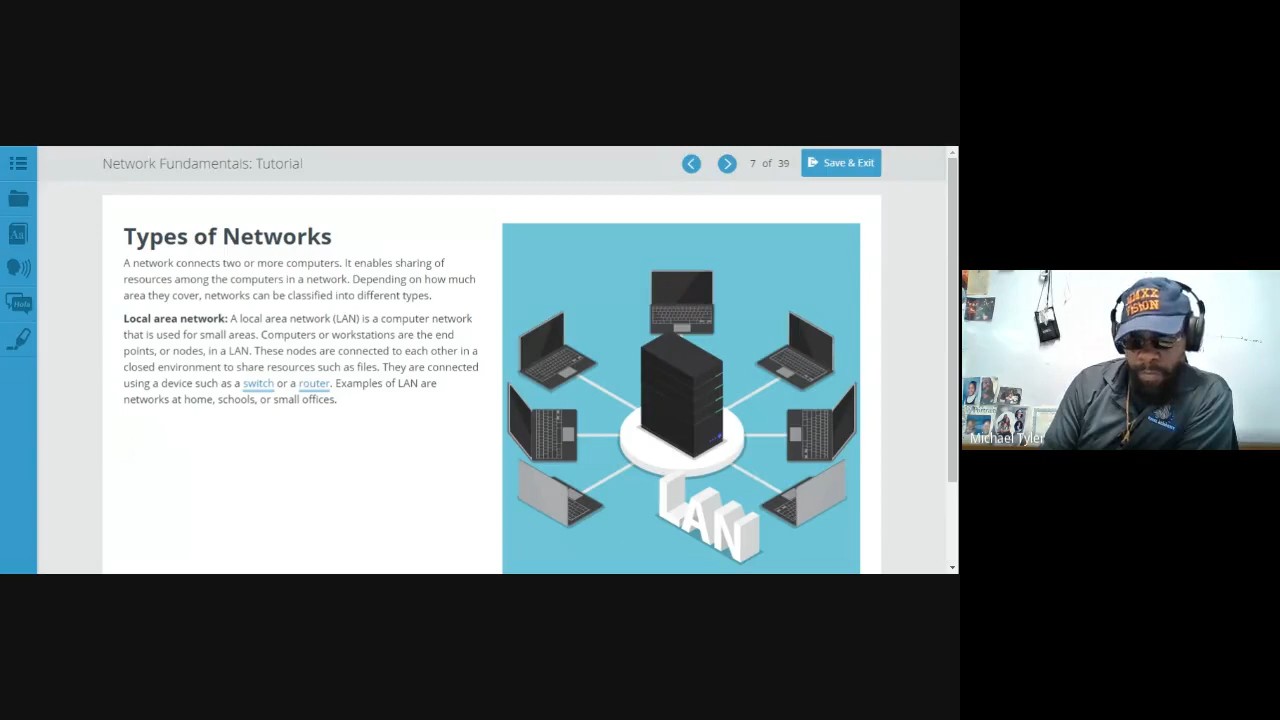 Network Fundamentals: Tutorial
7 of 39
Save & Exit
Types of Networks
A network connects two or more computers. It enables sharing of
resources among the computers in a network. Depending on how much
area they cover, networks can be classified into different types.
Local area network: A local area network (LAN) is a computer network
that is used for small areas. Computers or workstations are the end
points, or nodes, in a LAN. These nodes are connected to each other in a
closed environment to share resources such as files. They are connected
using a device such as a switch or a router. Examples of LAN are
networks at home, schools, or small offices.
LAN
Aa
Hola
VISION
Michael Tyler